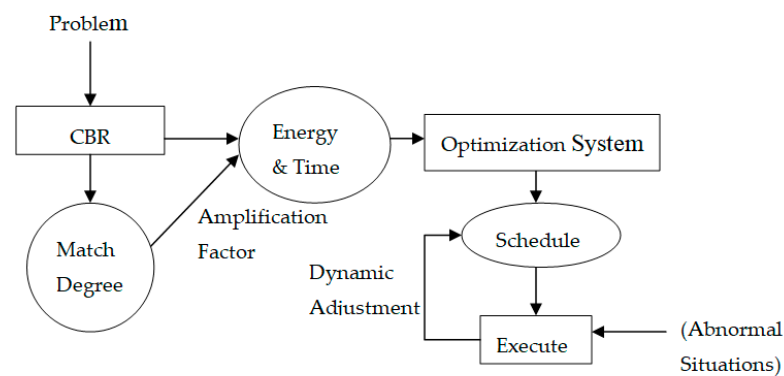 Problem
CBR
Energy
& Time
Optimization System
Match
Degree
Amplification
Factor
Schedule
Dynamic
Adjustment
Execute
(Abnormal
Situations)